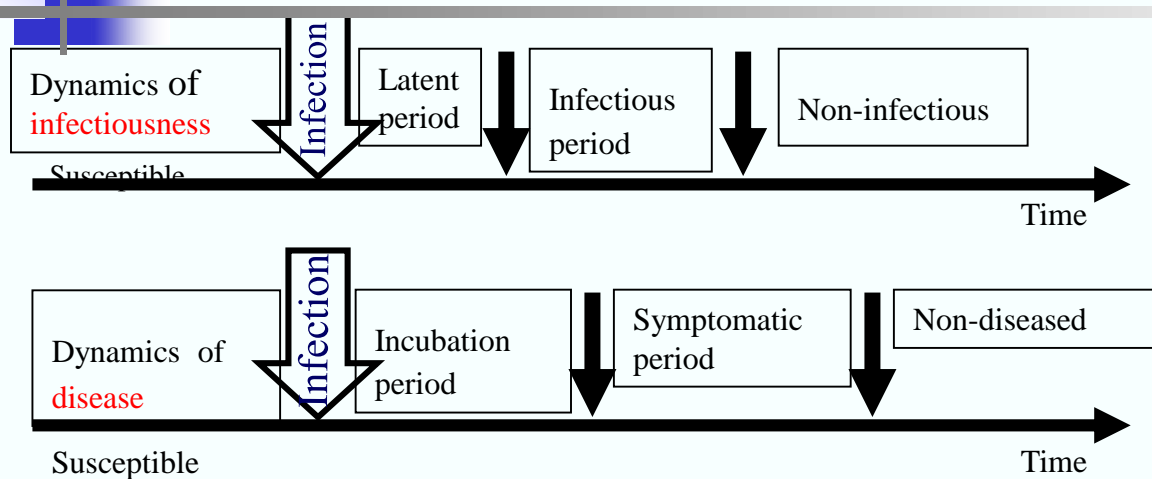 Dynamics of
infectiousness
Susceptible
Infection
Latent
period
Infectious
period
Non-infectious
Time
Dynamics of
disease
Susceptible
Infection
Incubation
period
Symptomatic
period
Non-diseased
Time